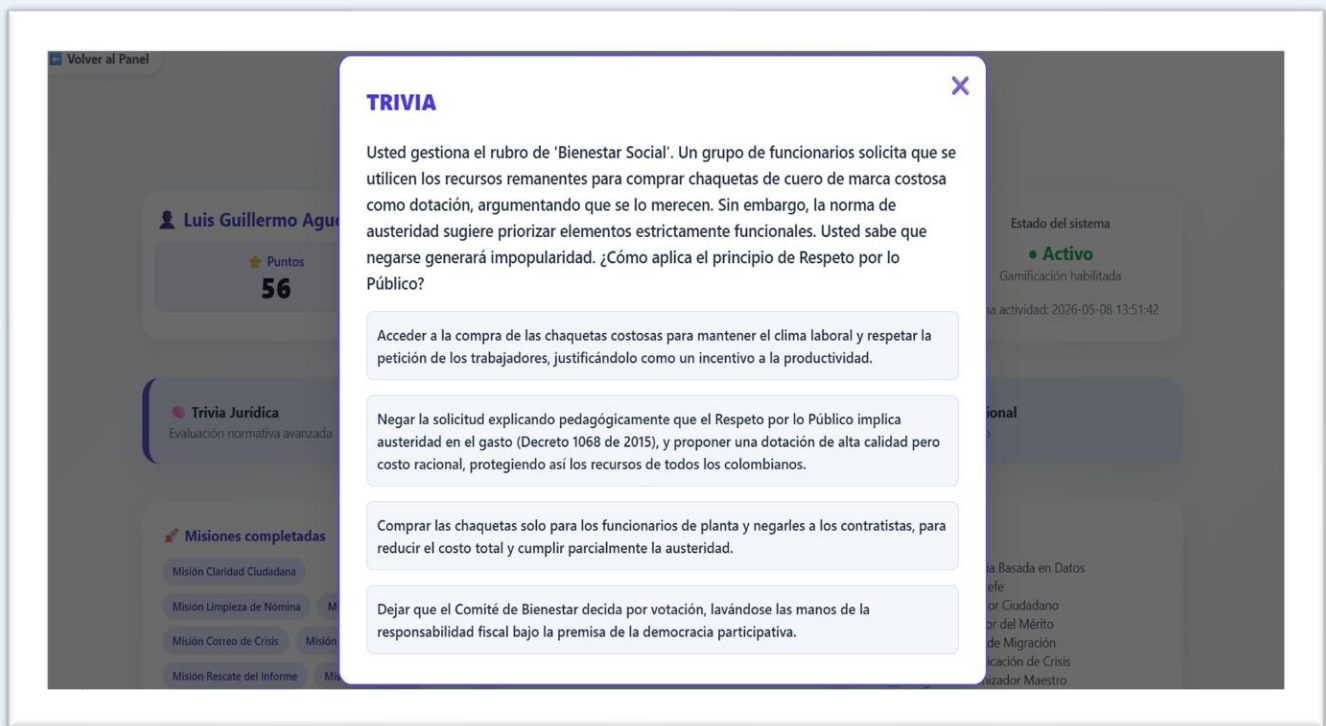 Volver al Panel
TRIVIA
Usted gestiona el rubro de 'Bienestar Social'. Un grupo de funcionarios solicita que se
utilicen los recursos remanentes para comprar chaquetas de cuero de marca costosa
como dotación, argumentando que se lo merecen. Sin embargo, la norma de
austeridad sugiere priorizar elementos estrictamente funcionales. Usted sabe que
negarse generará impopularidad. ¿Cómo aplica el principio de Respeto por lo
Público?
Acceder a la compra de las chaquetas costosas para mantener el clima laboral y respetar la
petición de los trabajadores, justificándolo como un incentivo a la productividad.
Negar la solicitud explicando pedagógicamente que el Respeto por lo Público implica
austeridad en el gasto (Decreto 1068 de 2015), y proponer una dotación de alta calidad pero
costo racional, protegiendo así los recursos de todos los colombianos.
Comprar las chaquetas solo para los funcionarios de planta y negarles a los contratistas, para
reducir el costo total y cumplir parcialmente la austeridad.
Dejar que el Comité de Bienestar decida por votación, lavándose las manos de la
responsabilidad fiscal bajo la premisa de la democracia participativa.
Luis Guillermo Ague
Puntos
56
Estado del sistema
• Activo
Gamificación habilitada
actividad: 2026-05-08 13:51:42
Trivia Jurídica
Evaluación normativa avanzada
ional
Misiones completadas
Misión Claridad Ciudadana
Misión Limpieza de Nómina
Misión Correo de Crisis Misión
Misión Rescate del Informe
ia Basada en Datos
efe
or Ciudadano
or del Mérito
de Migración
icación de Crisis
nizador Maestro